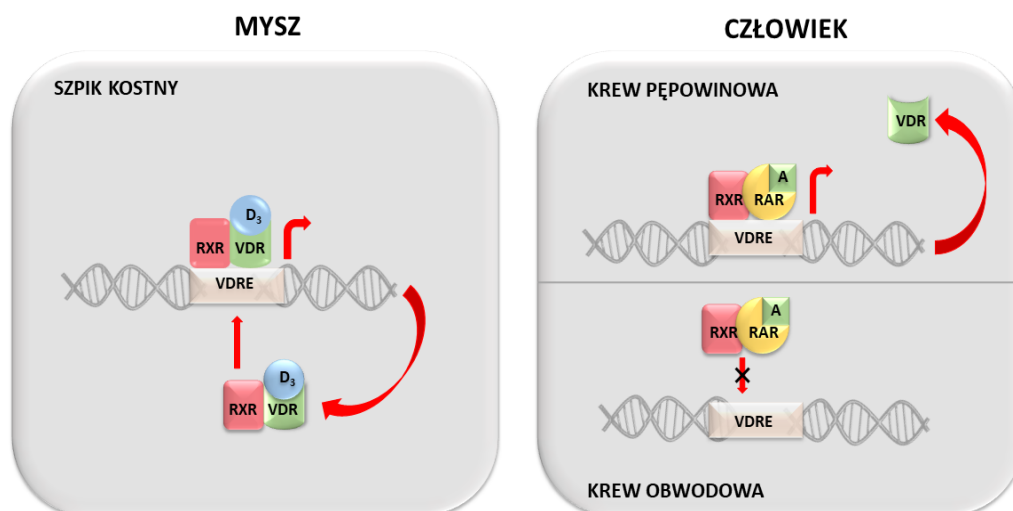 MYSZ
SZPIK KOSTNY
D3
RXR VDR
VDRE
D3
RXR VDR
CZŁOWIEK
KREW PĘPOWINOWA
VDR
A
RXR RAR
VDRE
A
RXR RAR
VDRE
KREW OBWODOWA